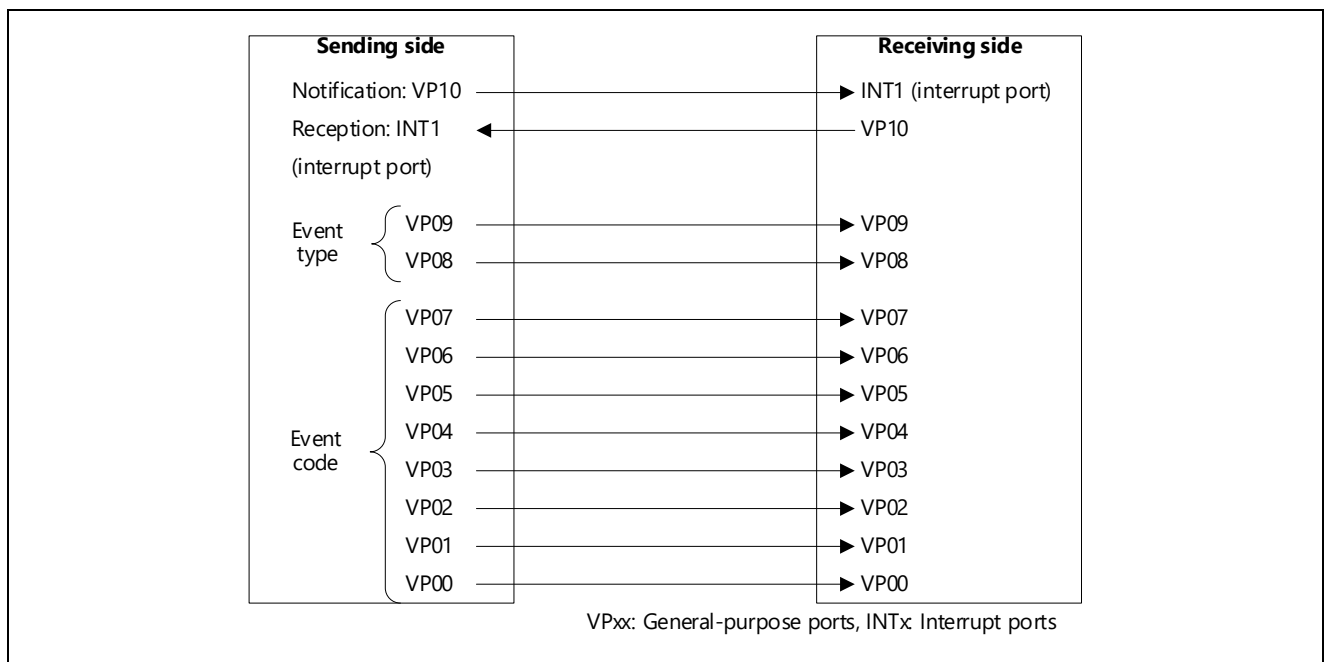 Sending side
Receiving side
Notification: VP10
INT1 (interrupt port)
Reception: INT1
VP10
(interrupt port)
Event
type
VP09
VP09
VP08
VP08
Event
code
VP07
VP07
VP06
VP06
VP05
VP05
VP04
VP04
VP03
VP03
VP02
VP02
VP01
VP01
VP00
VP00
VPxx: General-purpose ports, INTx: Interrupt ports